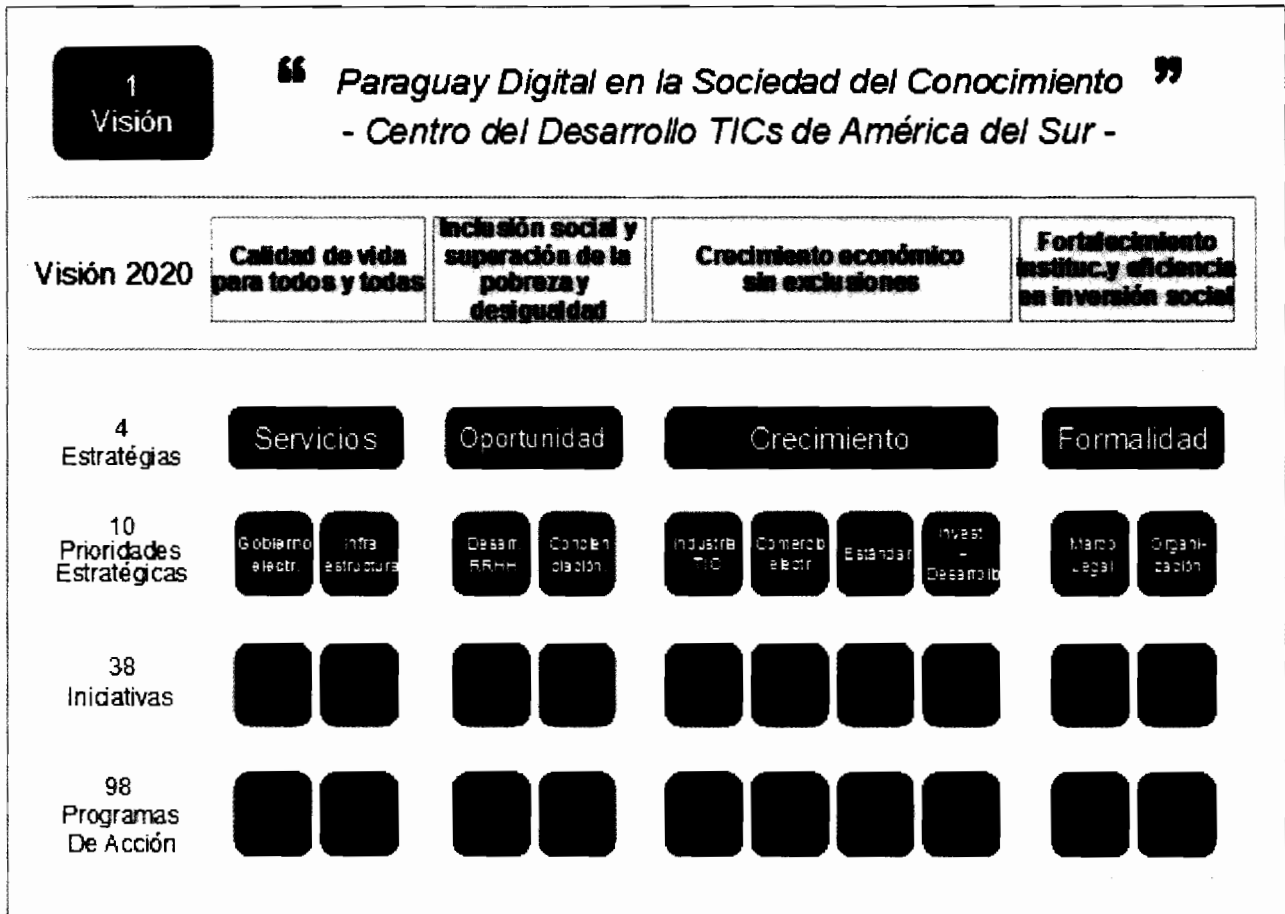 1
Visión
“ Paraguay Digital en la Sociedad del Conocimiento ”
- Centro del Desarrollo TICs de América del Sur -
Visión 2020
Calidad de vida
para todos y todas
Inclusión social y
superación de la
pobreza y
desigualdad
Crecimiento económico
sin exclusiones
Fortalecimiento
instituc.y eficiencia
en inversión social
4
Estratégias
Servicios
Oportunidad
Crecimiento
Formalidad
10
Prioridades
Estratégicas
Gobierno
electr.
Infra
estructura
Desarr.
RRHH
Concien
ciación.
Industria
TIC
Comercio
electr.
Estándar
Invest.
-
Desarrollo
Marco
Legal
Organi-
zación
38
Iniciativas
98
Programas
De Acción